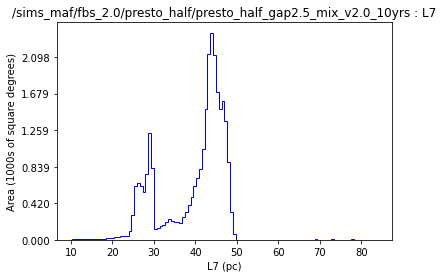 /sims_maf/fbs_2.0/presto_half/presto_half_gap2.5_mix_v2.0_10yrs : L7
Area (1000s of square degrees)
2.098
1.679
1.259
0.839
0.420
0.000
10 20 30 40 50 60 70 80
L7 (pc)